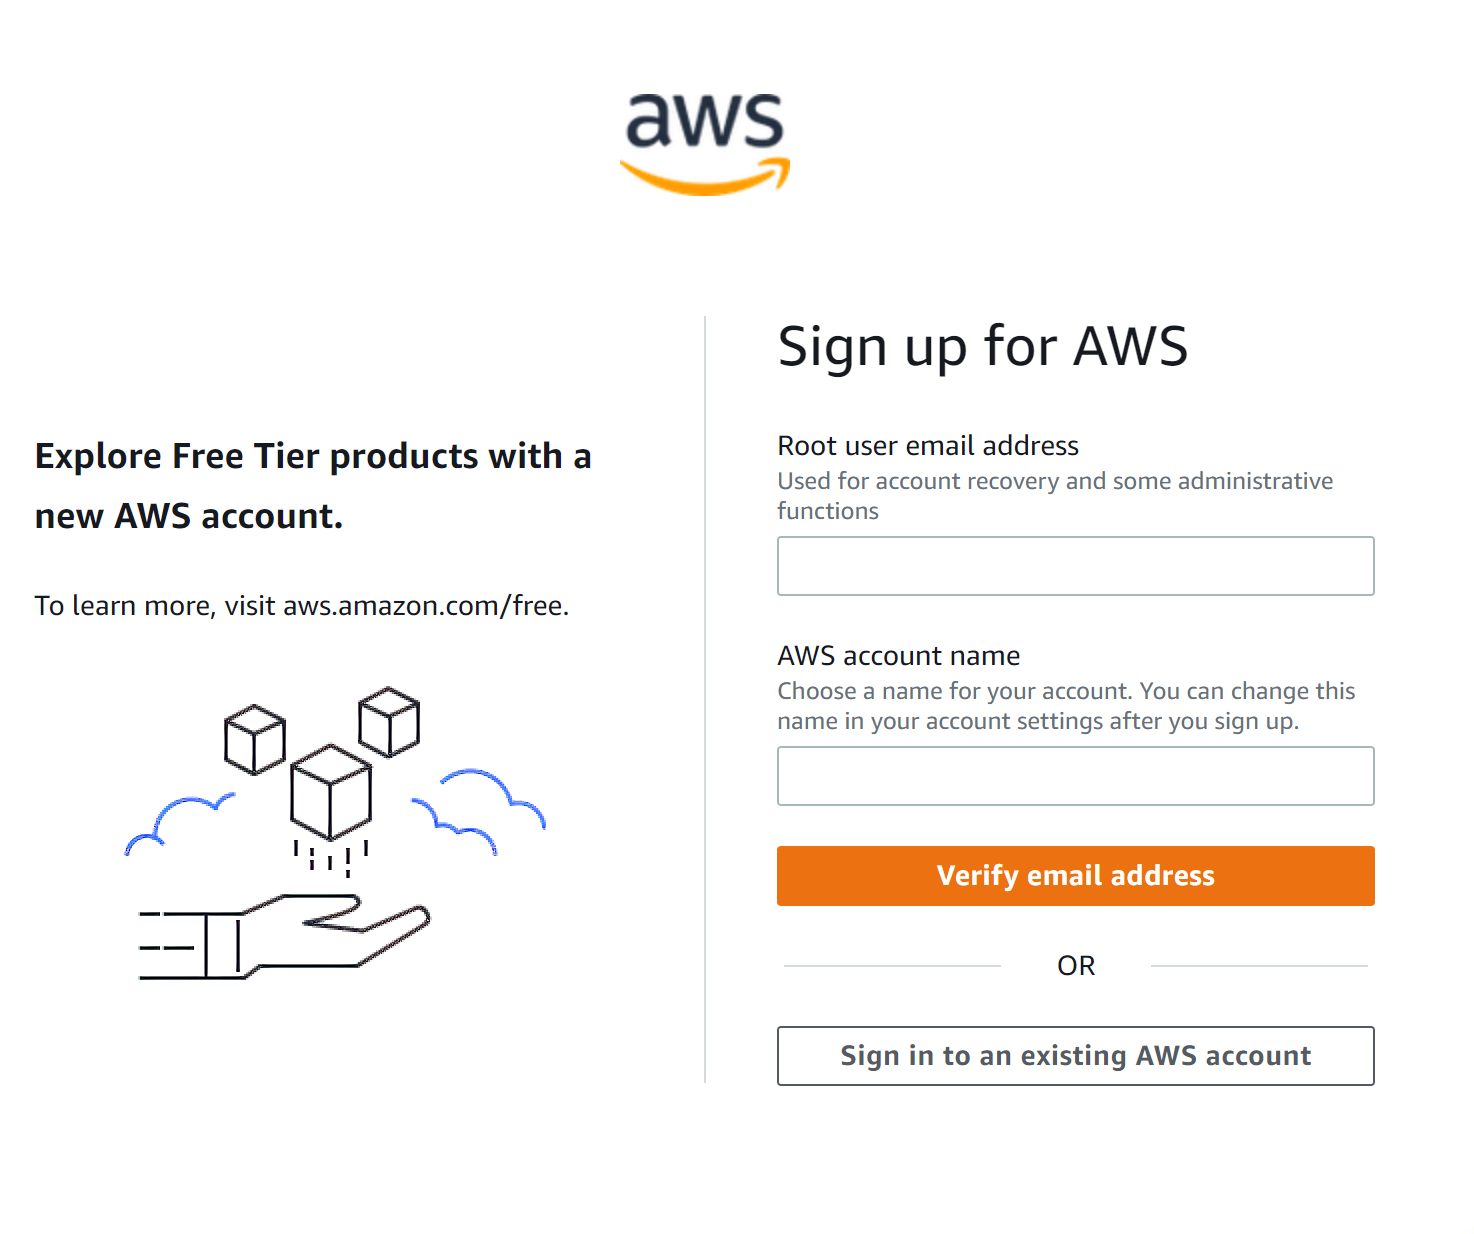 aws
Explore Free Tier products with a
new AWS account.
To learn more, visit aws.amazon.com/free.
Sign up for AWS
Root user email address
Used for account recovery and some administrative
functions
AWS account name
Choose a name for your account. You can change this
name in your account settings after you sign up.
Verify email address
OR
Sign in to an existing AWS account